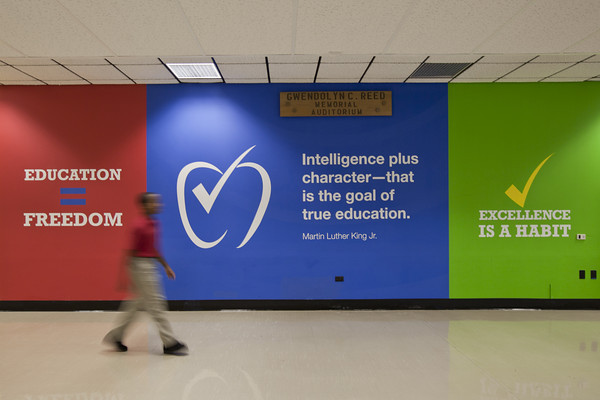 GWENDOLYN C. REED
MEMORIAL
AUDITORIUM
EDUCATION
=
FREEDOM
Intelligence plus
character—that
is the goal of
true education.
Martin Luther King Jr.
EXCELLENCE
IS A HABIT